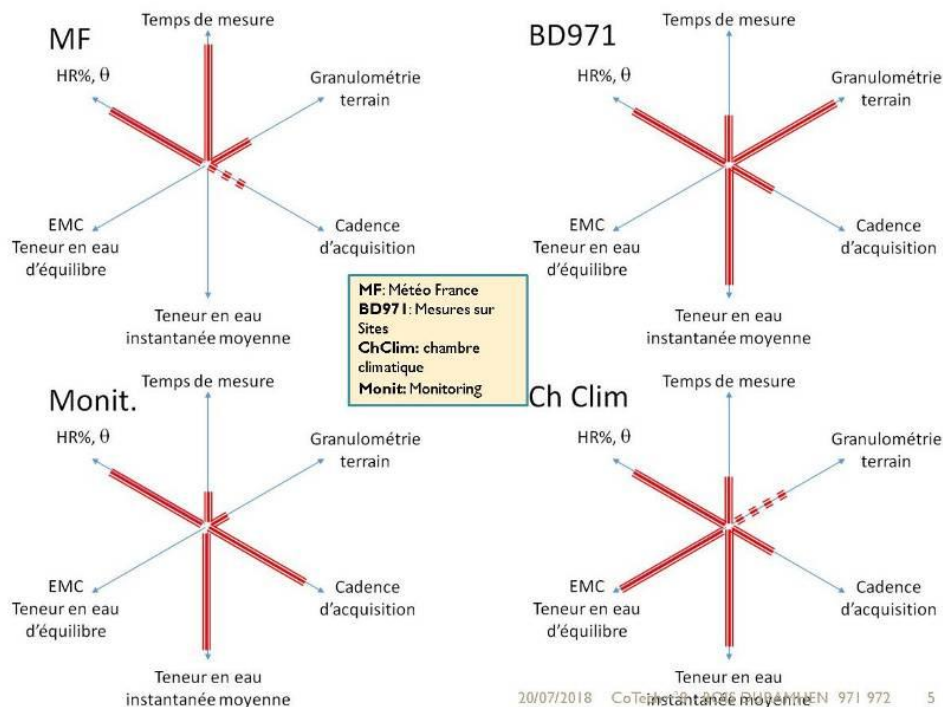 MF
Temps de mesure
HR%, θ
Granulométrie
terrain
EMC
Teneur en eau
d'équilibre
Cadence
d'acquisition
Teneur en eau
instantanée moyenne
BD971
Temps de mesure
HR%, θ
Granulométrie
terrain
EMC
Teneur en eau
d'équilibre
Cadence
d'acquisition
Teneur en eau
instantanée moyenne
MF: Météo France
BD971: Mesures sur
Sites
ChClim: chambre
climatique
Monit: Monitoring
Monit.
Temps de mesure
HR%, θ
Granulométrie
terrain
EMC
Teneur en eau
d'équilibre
Cadence
d'acquisition
Teneur en eau
instantanée moyenne
Ch Clim
Temps de mesure
HR%, θ
Granulométrie
terrain
EMC
Teneur en eau
d'équilibre
Cadence
d'acquisition
Teneur en eau
instantanée moyenne
20/07/2018 971 972 5